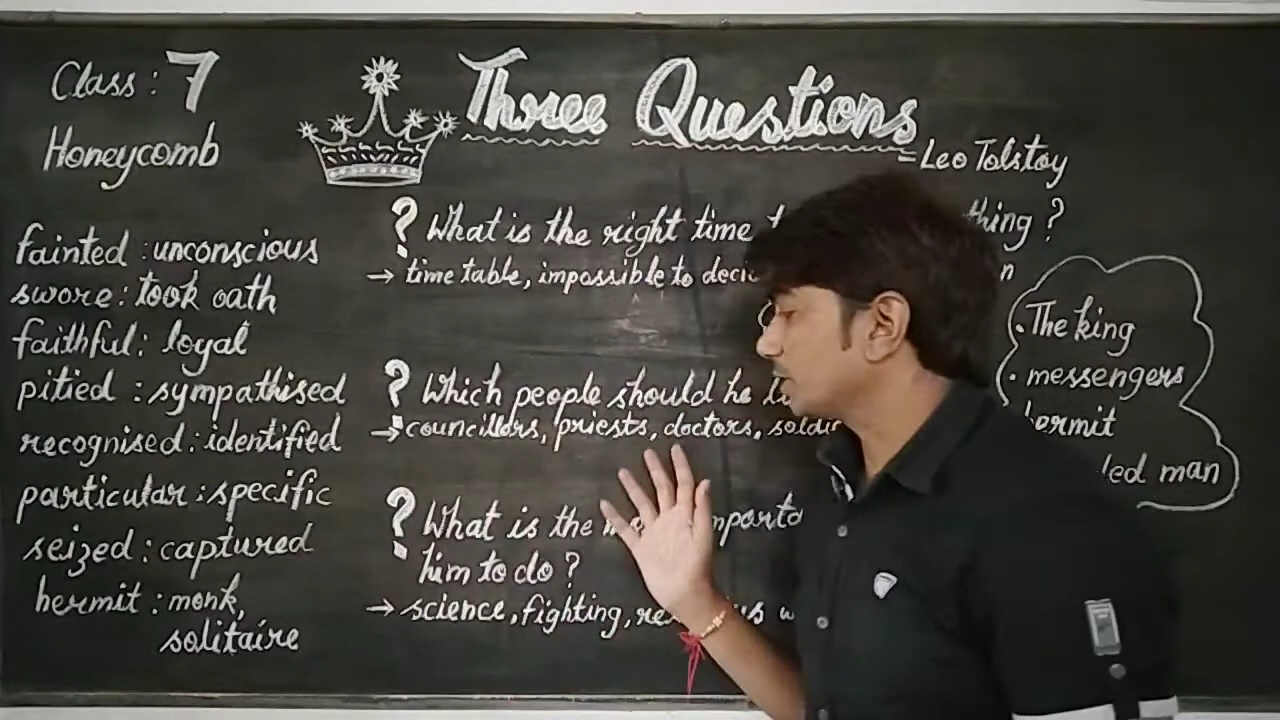 Class : 7
Honeycomb
Three Questions
= Leo Tolstoy
fainted : unconscious
swore : took oath
faithful : loyal
pitied : sympathised
recognised : identified
particular : specific
seized : captured
hermit : monk,
solitaire
? What is the right time thing ?
→ time table, impossible to
? Which people should he
→ councillors, priests, doctors,
? What is the
him to do ?
→ science, fighting,
• The king
• messengers
man